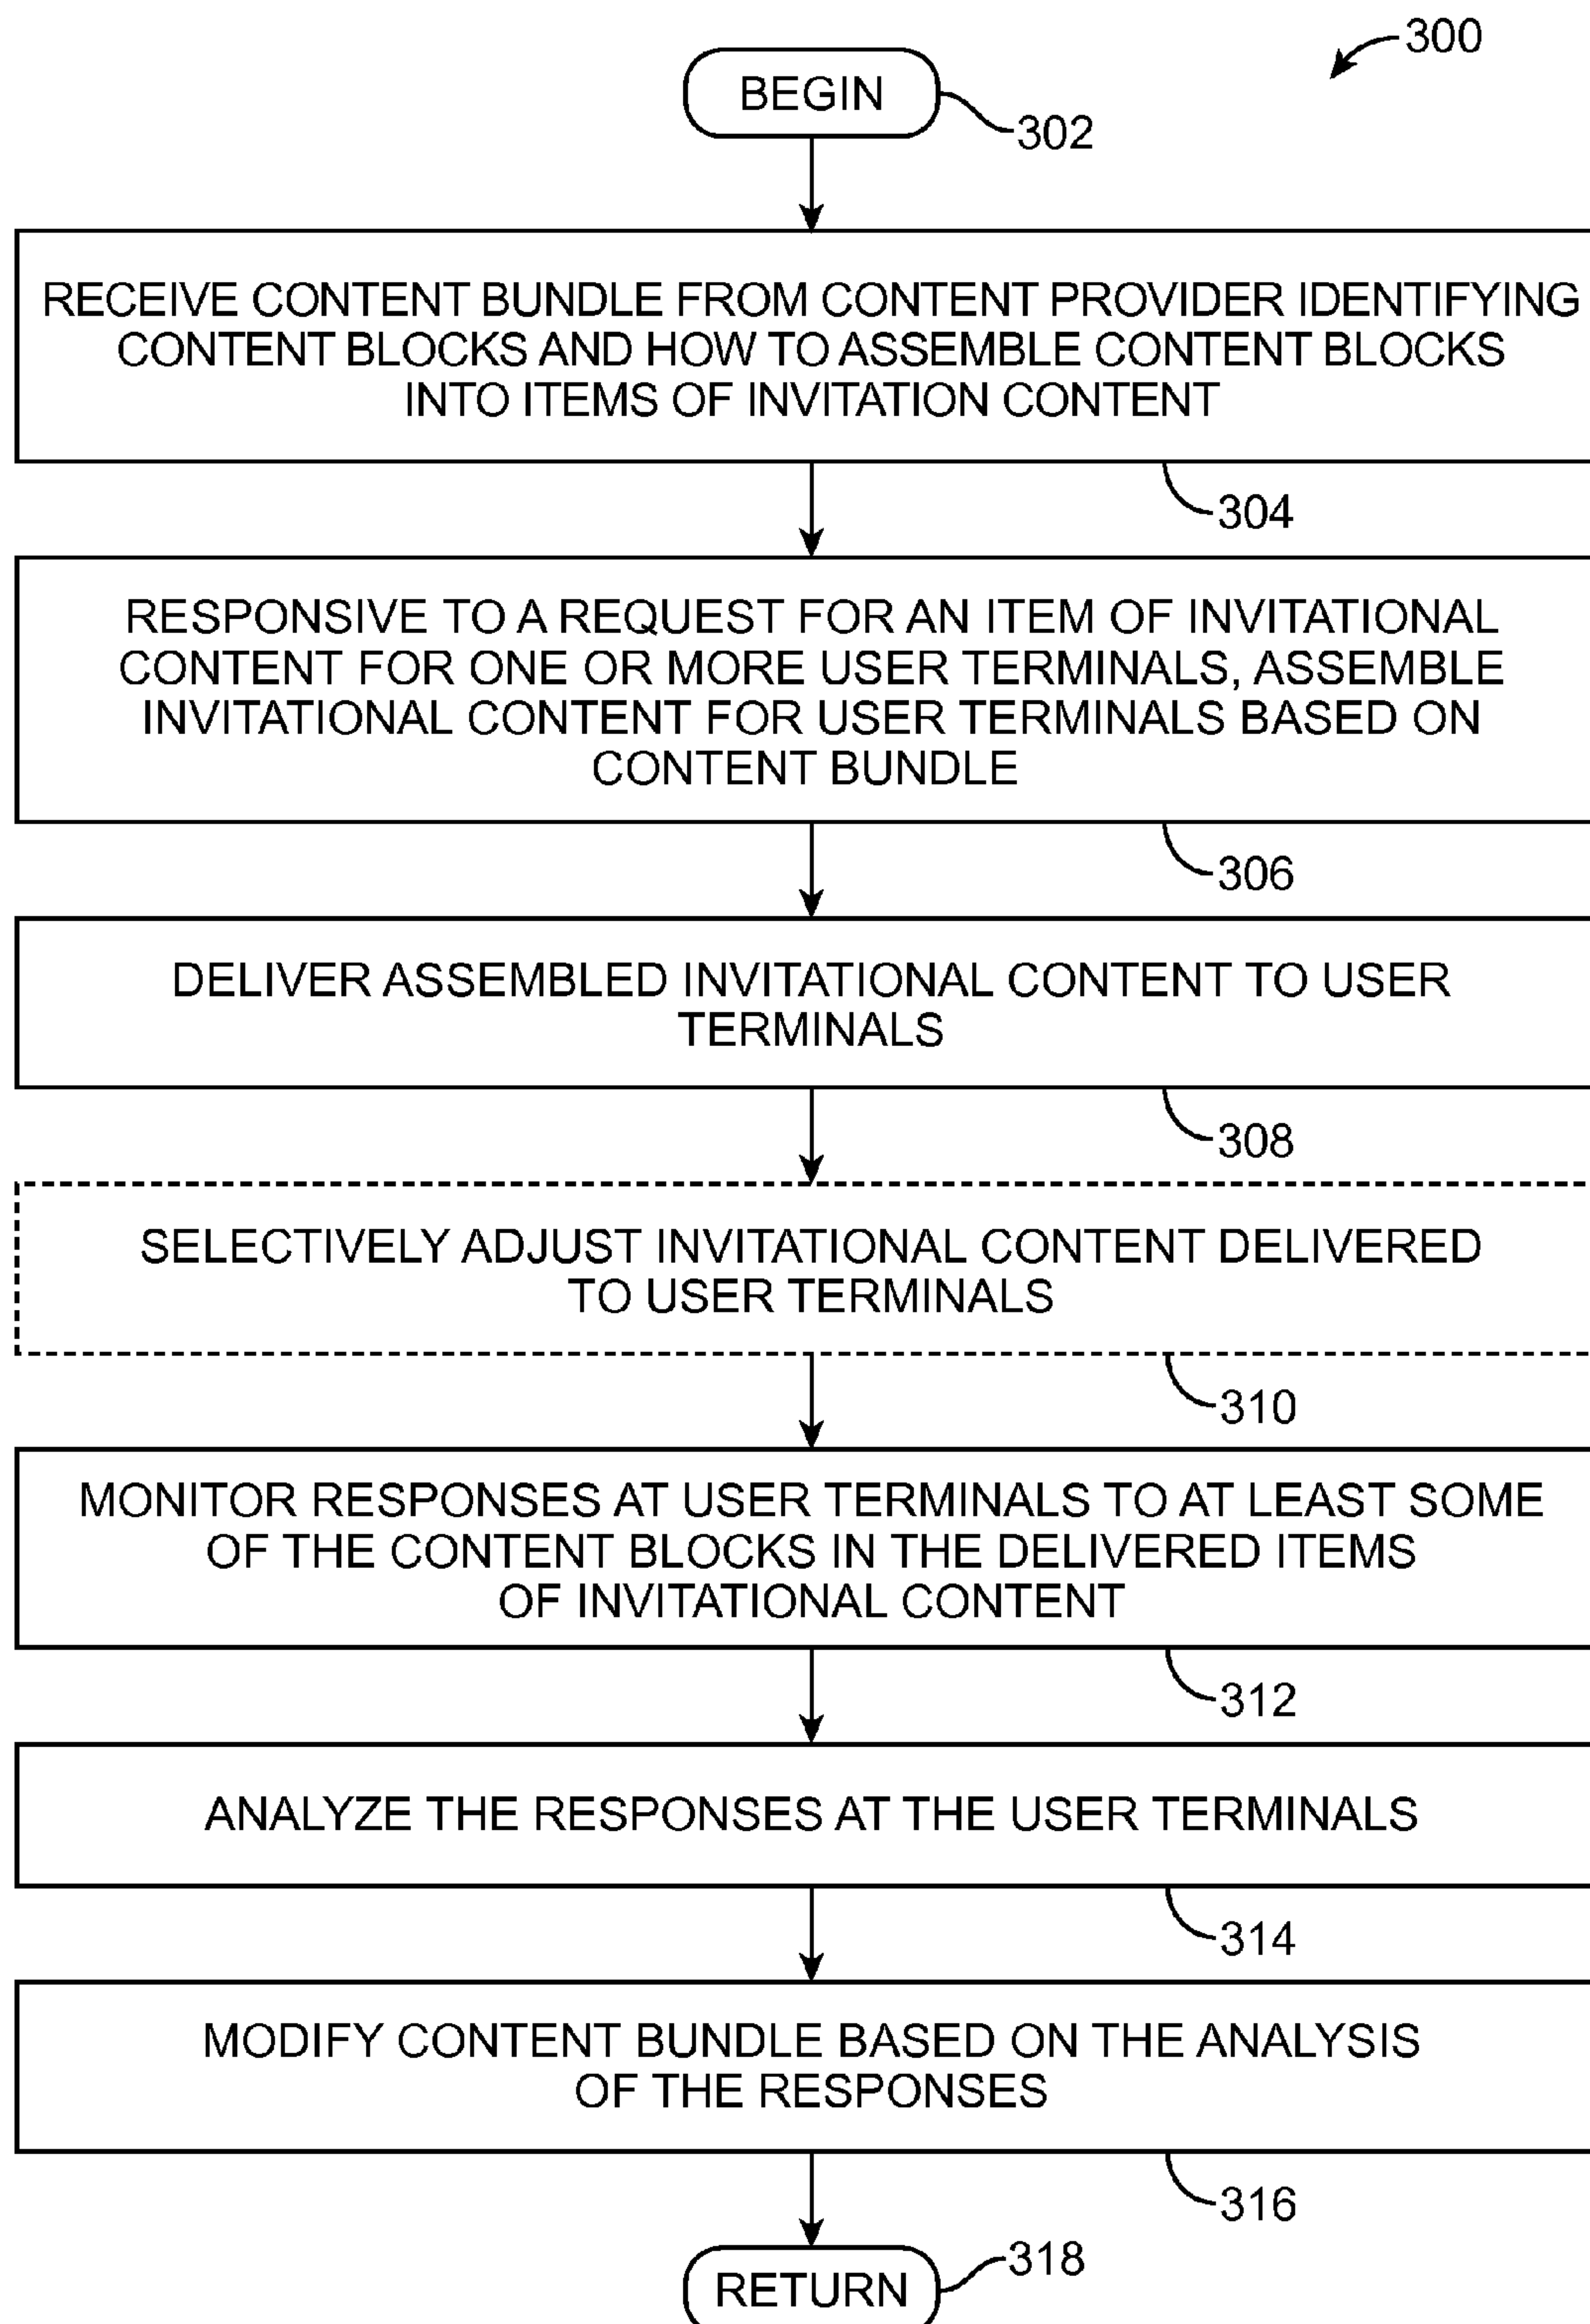 300
BEGIN
302
RECEIVE CONTENT BUNDLE FROM CONTENT PROVIDER IDENTIFYING
CONTENT BLOCKS AND HOW TO ASSEMBLE CONTENT BLOCKS
INTO ITEMS OF INVITATION CONTENT
304
RESPONSIVE TO A REQUEST FOR AN ITEM OF INVITATIONAL
CONTENT FOR ONE OR MORE USER TERMINALS, ASSEMBLE
INVITATIONAL CONTENT FOR USER TERMINALS BASED ON
CONTENT BUNDLE
306
DELIVER ASSEMBLED INVITATIONAL CONTENT TO USER
TERMINALS
308
SELECTIVELY ADJUST INVITATIONAL CONTENT DELIVERED
TO USER TERMINALS
310
MONITOR RESPONSES AT USER TERMINALS TO AT LEAST SOME
OF THE CONTENT BLOCKS IN THE DELIVERED ITEMS
OF INVITATIONAL CONTENT
312
ANALYZE THE RESPONSES AT THE USER TERMINALS
314
MODIFY CONTENT BUNDLE BASED ON THE ANALYSIS
OF THE RESPONSES
316
318
RETURN